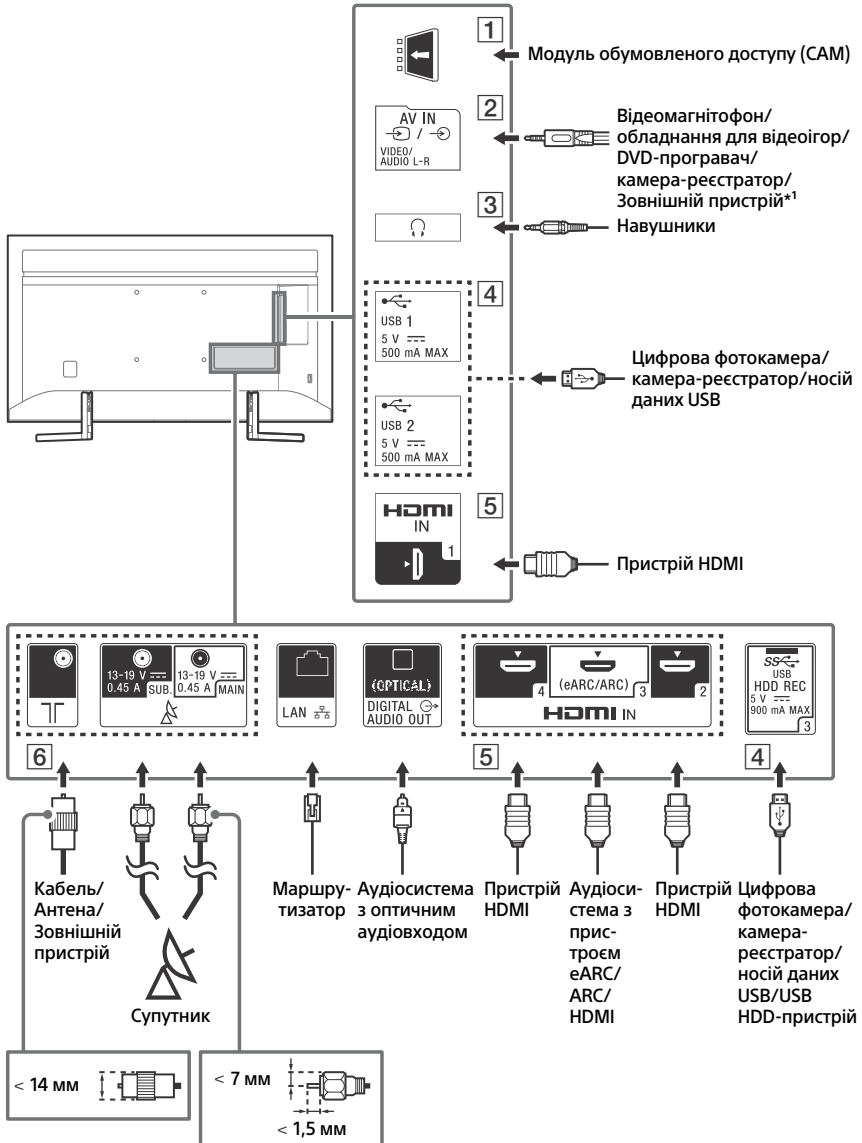 1
Модуль обумовленого доступу (CAM)
2
AV IN
/
VIDEO/
AUDIO L-R
Відеомагнітофон/
обладнання для відеоігор/
DVD-програвач/
камера-реєстратор/
Зовнішній пристрій*1
3
Навушники
4
USB 1
5 V
500 mA MAX
USB 2
5 V
500 mA MAX
Цифрова фотокамера/
камера-реєстратор/носій
даних USB
5
HDMI
IN
1
Пристрій HDMI
13-19 V
0.45 A SUB.
13-19 V
0.45 A MAIN
LAN
(OPTICAL)
DIGITAL
AUDIO OUT
4
(eARC/ARC) 3
2
HDMI IN
SS
USB
HDD REC
5 V
900 mA MAX
3
6
5
4
Кабель/
Антена/
Зовнішній
пристрій
Супутник
Маршру-
тизатор
Аудіосистема
з оптичним
аудіовходом
Пристрій
HDMI
Аудіоси-
стема з
прис-
троєм
eARC/
ARC/
HDMI
Пристрій
HDMI
Цифрова
фотокамера/
камера-
реєстратор/
носій даних
USB/USB
HDD-пристрій
< 14 мм
< 7 мм
< 1,5 мм